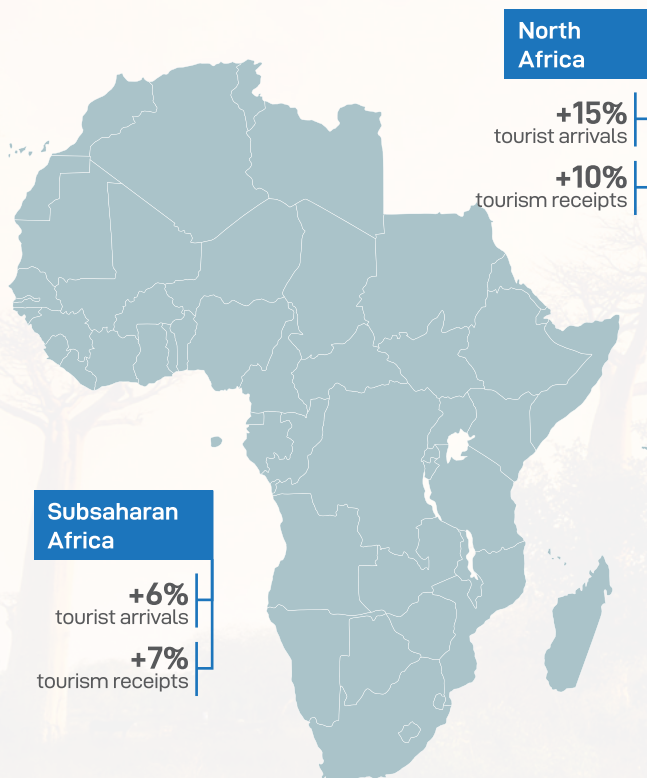 North
Africa
+15%
tourist arrivals
+10%
tourism receipts
Subsaharan
Africa
+6%
tourist arrivals
+7%
tourism receipts